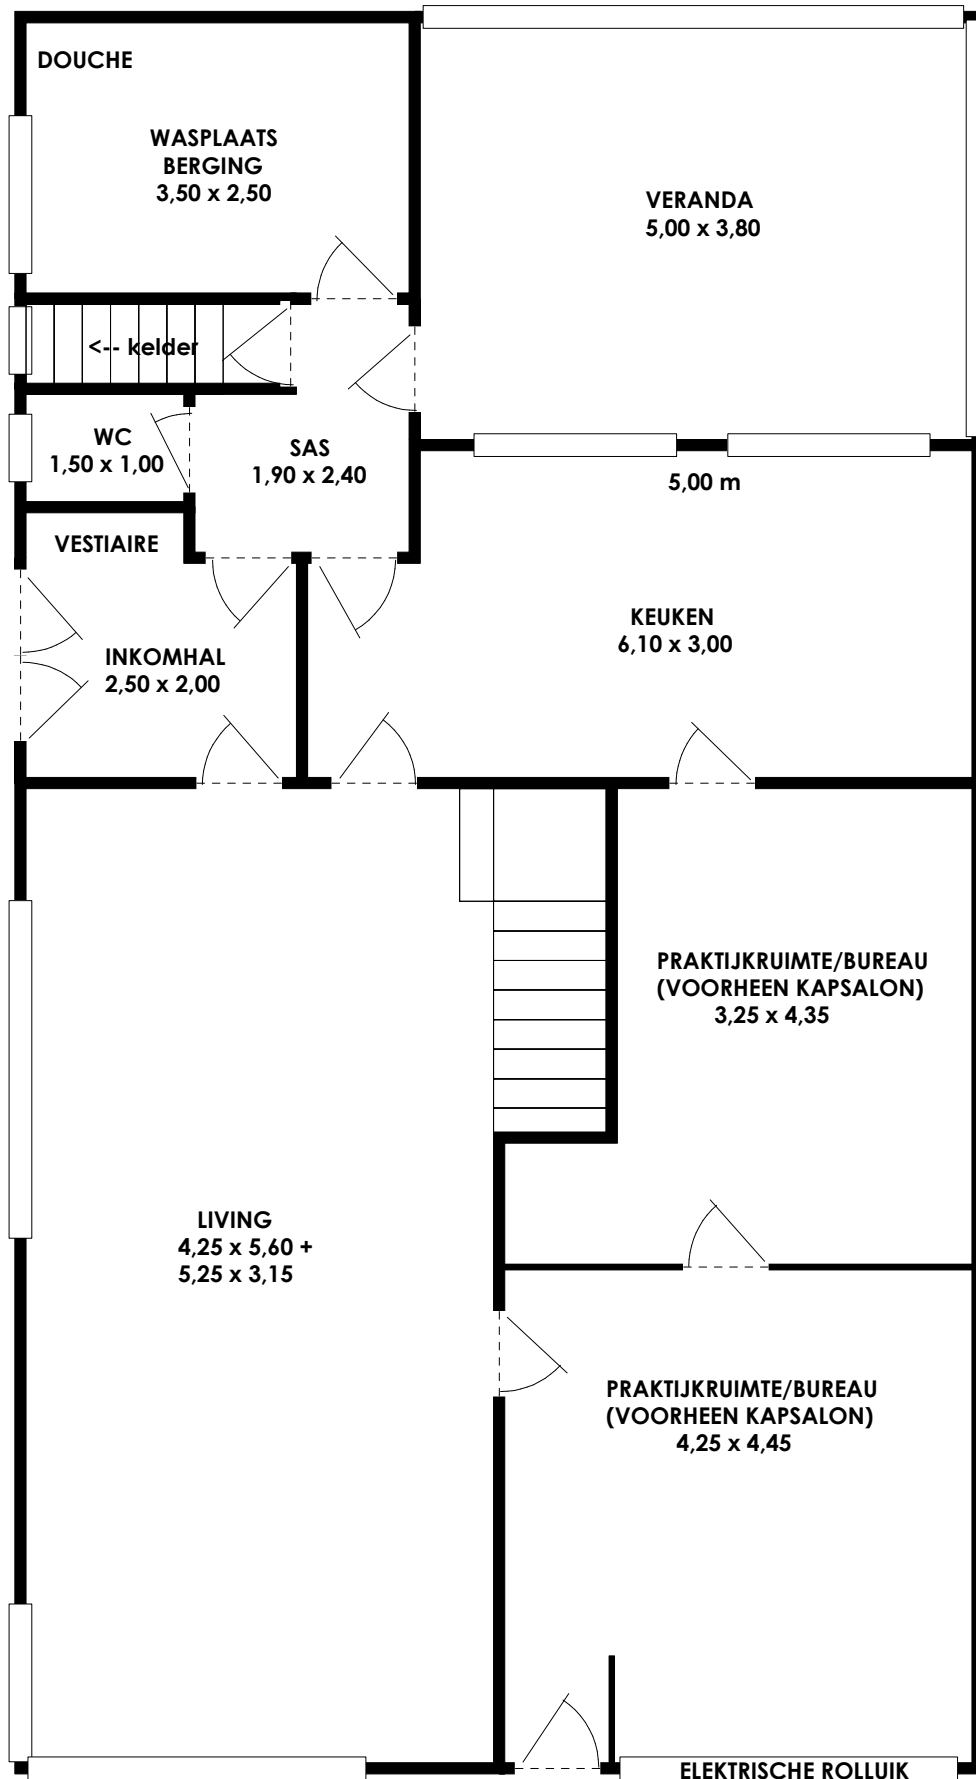 DOUCHE
WASPLAATS
BERGING
3,50 x 2,50
VERANDA
5,00 x 3,80
<-- kelder
WC
1,50 x 1,00
SAS
1,90 x 2,40
5,00 m
VESTIAIRE
KEUKEN
6,10 x 3,00
INKOMHAL
2,50 x 2,00
PRAKTIJKRUIMTE/BUREAU
(VOORHEEN KAPSALON)
3,25 x 4,35
LIVING
4,25 x 5,60 +
5,25 x 3,15
PRAKTIJKRUIMTE/BUREAU
(VOORHEEN KAPSALON)
4,25 x 4,45
ELEKTRISCHE ROLLUIK